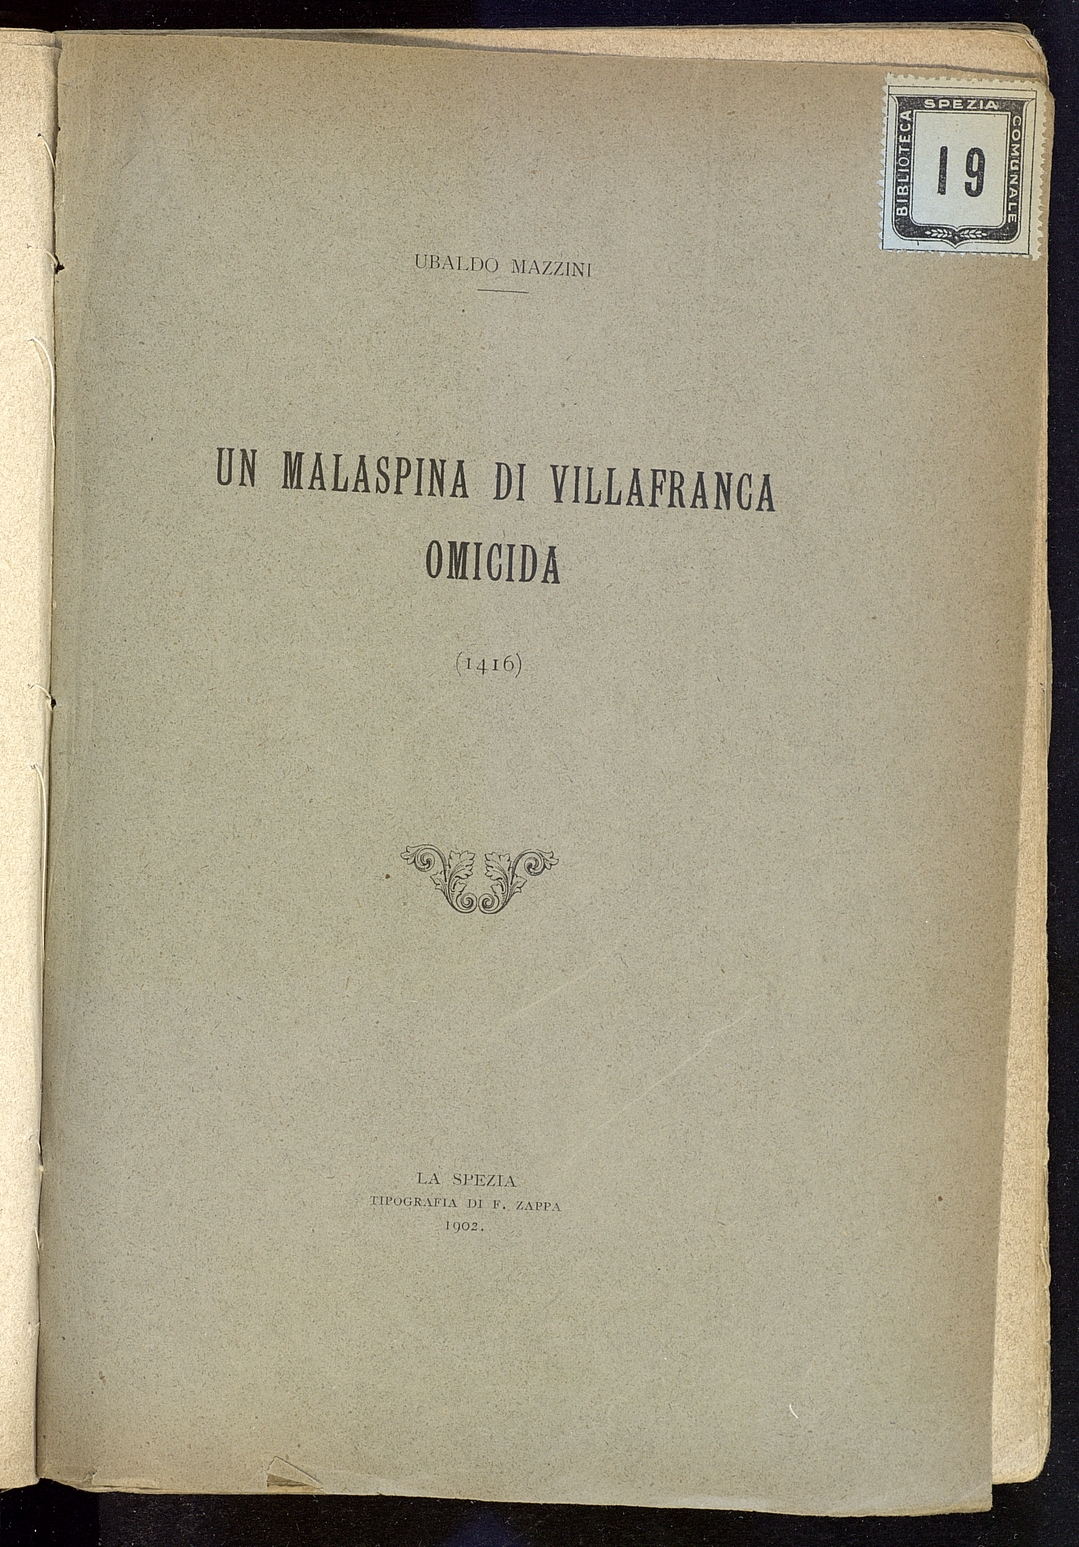 BIBLIOTECA
SPEZIA
COMUNALE
19
UBALDO MAZZINI
UN MALASPINA DI VILLAFRANCA
OMICIDA
(1416)
LA SPEZIA
TIPOGRAFIA DI F. ZAPPA
1902.